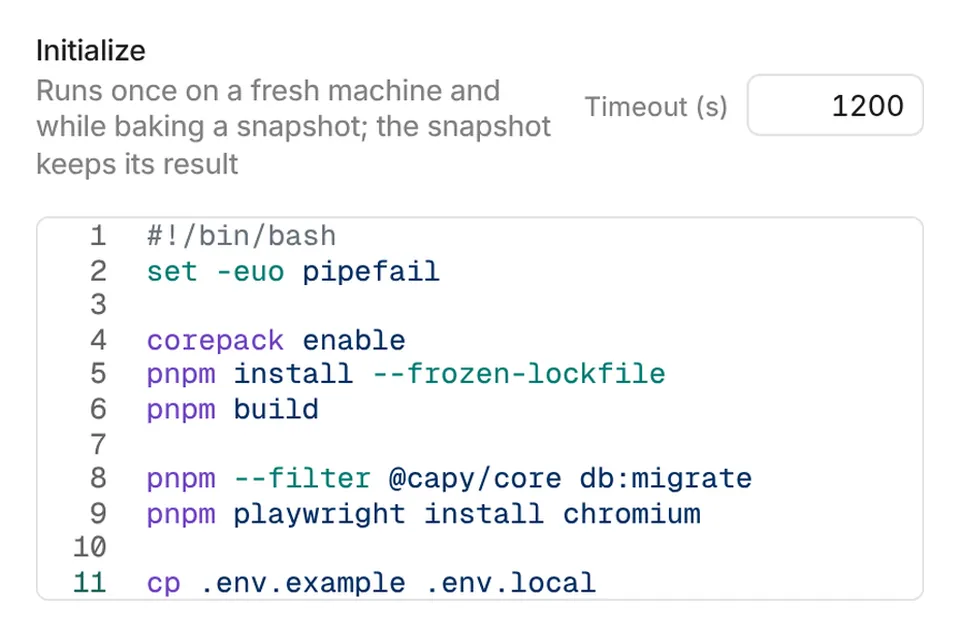 Initialize
Runs once on a fresh machine and
while baking a snapshot; the snapshot
keeps its result
Timeout (s)
1200
1 #!/bin/bash
2 set -euo pipefail
3
4 corepack enable
5 pnpm install --frozen-lockfile
6 pnpm build
7
8 pnpm --filter @capy/core db:migrate
9 pnpm playwright install chromium
10
11 cp .env.example .env.local